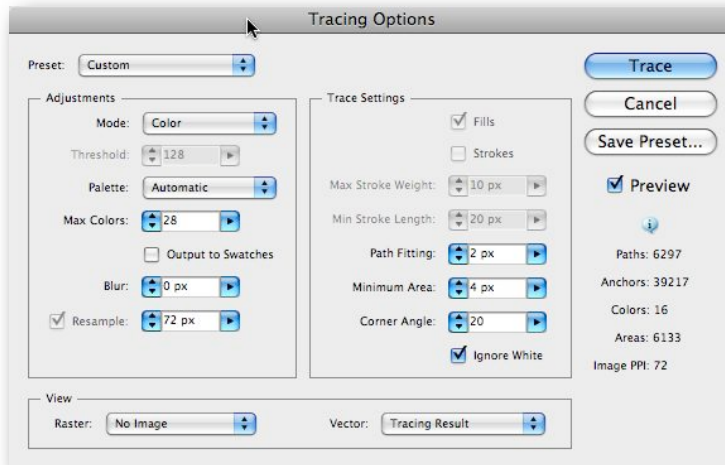 Tracing Options
Preset: Custom
Adjustments
Mode: Color
Threshold: 128
Palette: Automatic
Max Colors: 28
Output to Swatches
Blur: 0 px
Resample: 72 px
Trace Settings
Fills
Strokes
Max Stroke Weight: 10 px
Min Stroke Length: 20 px
Path Fitting: 2 px
Minimum Area: 4 px
Corner Angle: 20
Ignore White
View
Raster: No Image
Vector: Tracing Result
Trace
Cancel
Save Preset...
Preview
Paths: 6297
Anchors: 39217
Colors: 16
Areas: 6133
Image PPI: 72